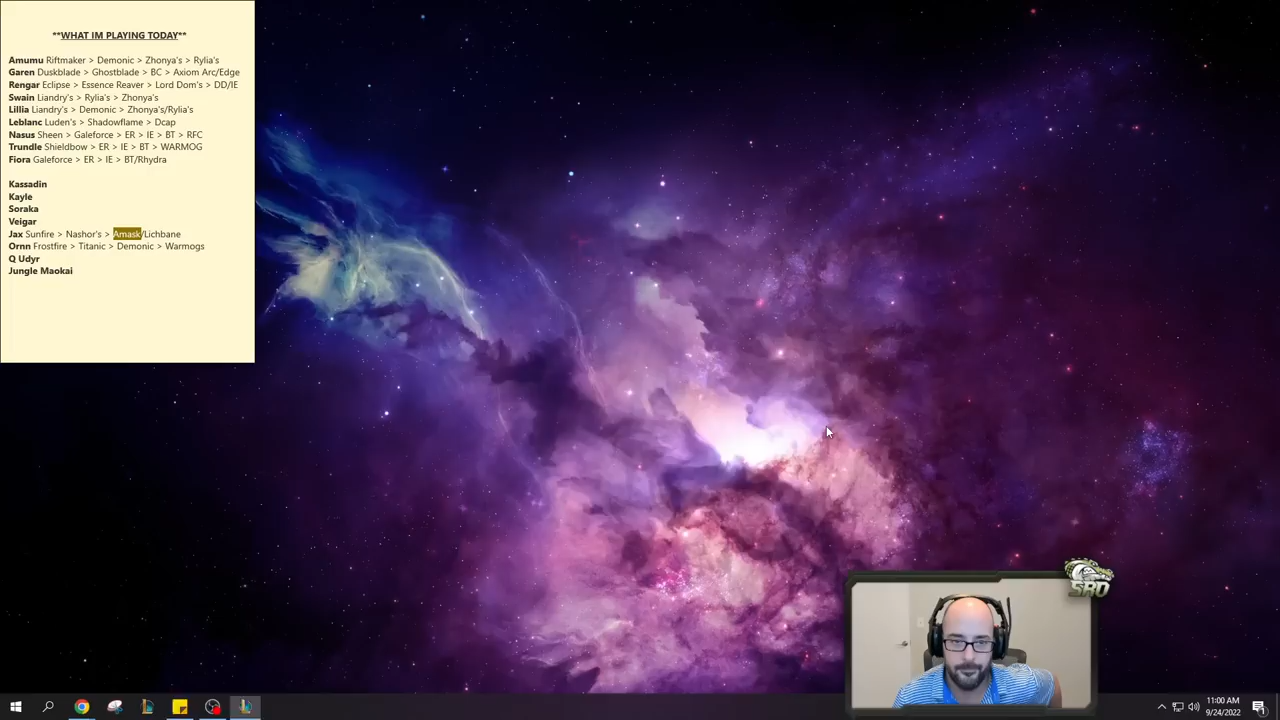 **WHAT IM PLAYING TODAY**
Amumu Riftmaker > Demonic > Zhonya's > Rylia's
Garen Duskblade > Ghostblade > BC > Axiom Arc/Edge
Rengar Eclipse > Essence Reaver > Lord Dom's > DD/IE
Swain Liandry's > Rylia's > Zhonya's
Lillia Liandry's > Demonic > Zhonya's/Rylia's
Leblanc Luden's > Shadowflame > Dcap
Nasus Sheen > Galeforce > ER > IE > BT > RFC
Trundle Shieldbow > ER > IE > BT > WARMOG
Fiora Galeforce > ER > IE > BT/Rhydra
Kassadin
Kayle
Soraka
Veigar
Jax Sunfire > Nashor's > Amask/Lichbane
Ornn Frostfire > Titanic > Demonic > Warmogs
Q Udyr
Jungle Maokai
SRO
11:00 AM
9/24/2022